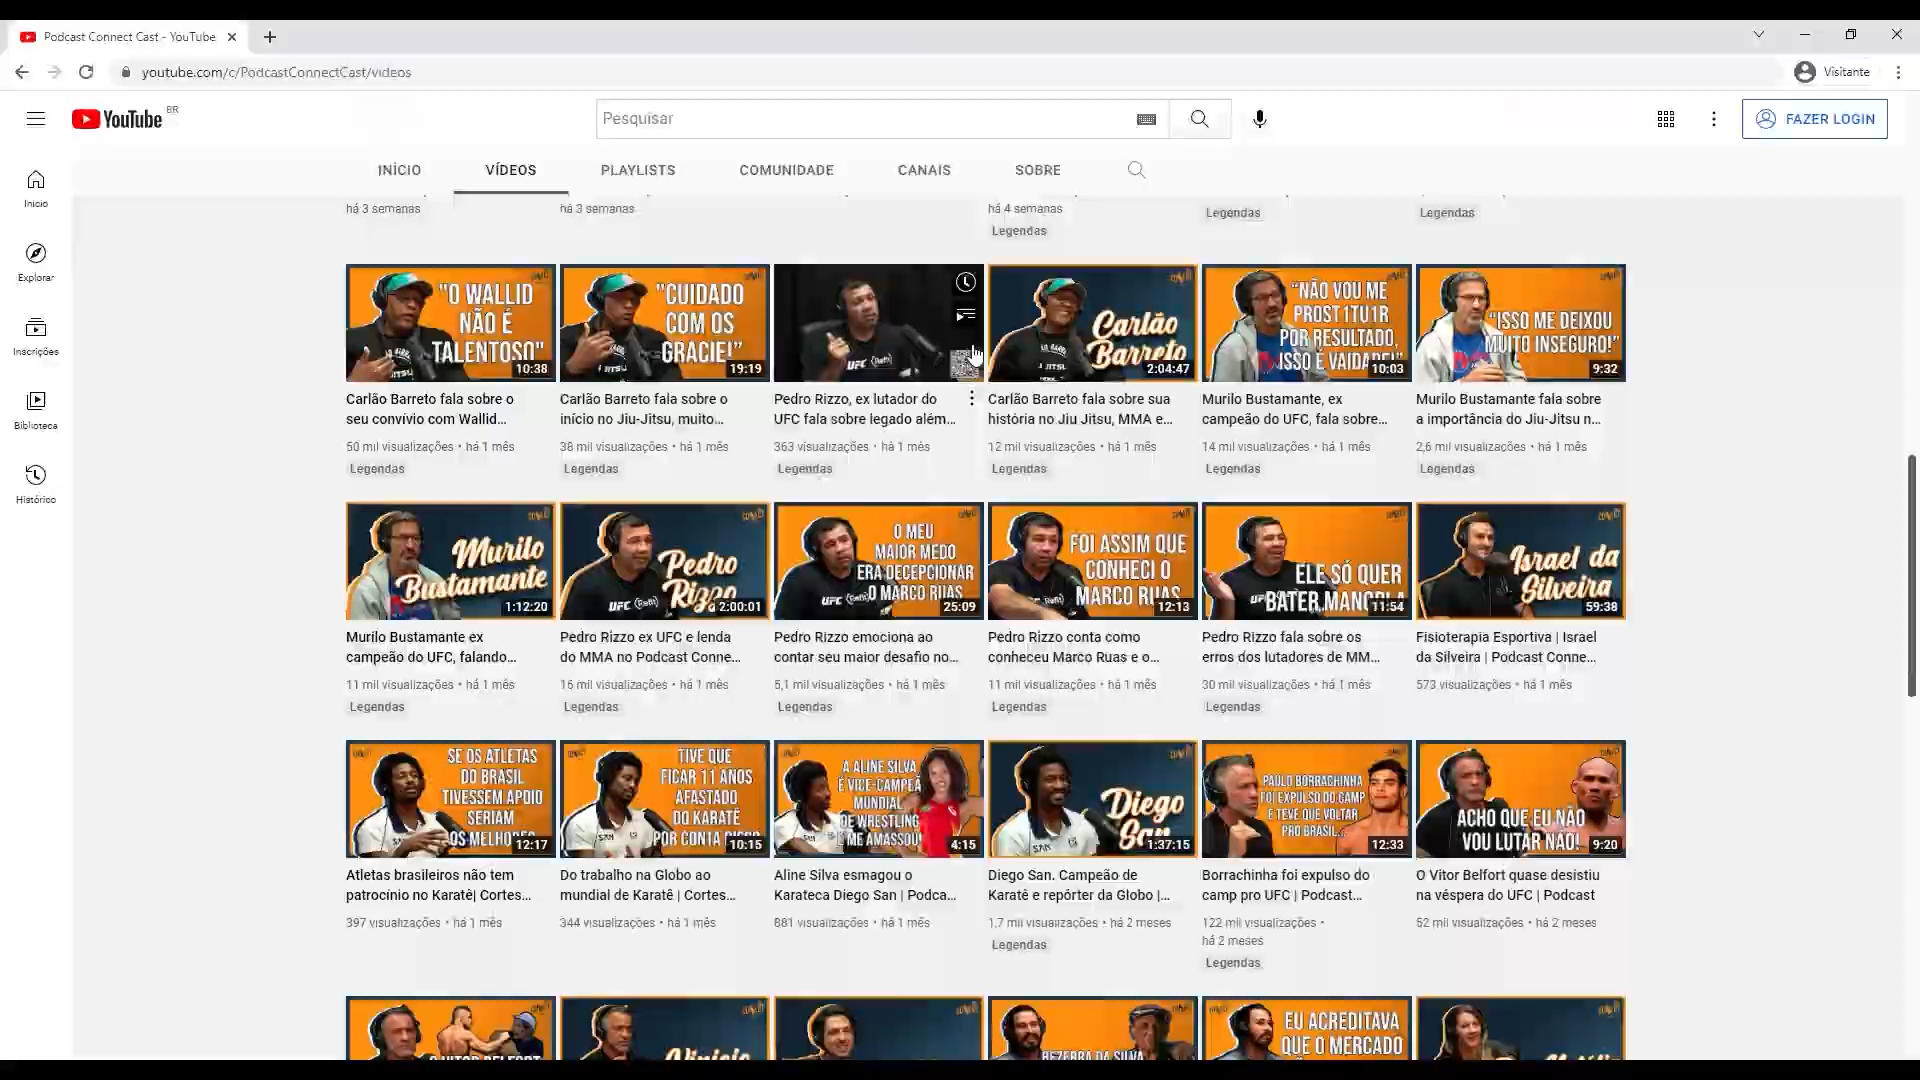 Podcast Connect Cast - YouTube
youtube.com/c/PodcastConnectCast/videos
Visitante
YouTube BR
Pesquisar
FAZER LOGIN
INÍCIO VÍDEOS PLAYLISTS COMUNIDADE CANAIS SOBRE
Início
Explorar
Inscrições
Biblioteca
Histórico
há 3 semanas
há 3 semanas
há 4 semanas
Legendas
Legendas
Legendas
"O WALLID
NÃO É
TALENTOSO"
10:38
"CUIDADO
COM OS
GRACIE!"
19:19
UFC
Carlão
Barreto
2:04:47
"NÃO VOU ME
PROST1TU1R
POR RESULTADO,
ISSO É VAIDADE!"
10:03
"ISSO ME DEIXOU
MUITO INSEGURO!"
9:32
Carlão Barreto fala sobre o
seu convívio com Wallid...
50 mil visualizações • há 1 mês
Legendas
Carlão Barreto fala sobre o
início no Jiu-Jitsu, muito...
38 mil visualizações • há 1 mês
Legendas
Pedro Rizzo, ex lutador do
UFC fala sobre legado além...
363 visualizações • há 1 mês
Legendas
Carlão Barreto fala sobre sua
história no Jiu Jitsu, MMA e...
12 mil visualizações • há 1 mês
Legendas
Murilo Bustamante, ex
campeão do UFC, fala sobre...
14 mil visualizações • há 1 mês
Legendas
Murilo Bustamante fala sobre
a importância do Jiu-Jitsu n...
2,6 mil visualizações • há 1 mês
Legendas
Murilo
Bustamante
1:12:20
Pedro
Rizzo
UFC
2:00:01
O MEU
MAIOR MEDO
ERA DECEPCIONAR
O MARCO RUAS
UFC
25:09
FOI ASSIM QUE
CONHECI O
MARCO RUAS
12:13
ELE SÓ QUER
BATER MANOPLA
11:54
Israel da
Silveira
59:38
Murilo Bustamante ex
campeão do UFC, falando...
11 mil visualizações • há 1 mês
Legendas
Pedro Rizzo ex UFC e lenda
do MMA no Podcast Conne...
16 mil visualizações • há 1 mês
Legendas
Pedro Rizzo emociona ao
contar seu maior desafio no...
5,1 mil visualizações • há 1 mês
Legendas
Pedro Rizzo conta como
conheceu Marco Ruas e o...
11 mil visualizações • há 1 mês
Legendas
Pedro Rizzo fala sobre os
erros dos lutadores de MM...
30 mil visualizações • há 1 mês
Legendas
Fisioterapia Esportiva | Israel
da Silveira | Podcast Conne...
573 visualizações • há 1 mês
SE OS ATLETAS
DO BRASIL
TIVESSEM APOIO
SERIAM
OS MELHORES
12:17
TIVE QUE
FICAR 11 ANOS
AFASTADO
DO KARATÊ
POR CONTA DISSO
10:15
A ALINE SILVA
É VICE-CAMPEÃ
MUNDIAL
DE WRESTLING
ME AMASSOU
4:15
Diego
San
1:37:15
PAULO BORRACHINHA
FOI EXPULSO DO CAMP
E TEVE QUE VOLTAR
PRO BRASIL...
12:33
ACHO QUE EU NÃO
VOU LUTAR NÃO!
9:20
Atletas brasileiros não tem
patrocínio no Karatê| Cortes...
397 visualizações • há 1 mês
Do trabalho na Globo ao
mundial de Karatê | Cortes...
344 visualizações • há 1 mês
Aline Silva esmagou o
Karateca Diego San | Podca...
881 visualizações • há 1 mês
Diego San. Campeão de
Karatê e repórter da Globo |...
1,7 mil visualizações • há 2 meses
Legendas
Borrachinha foi expulso do
camp pro UFC | Podcast...
122 mil visualizações •
há 2 meses
Legendas
O Vitor Belfort quase desistiu
na véspera do UFC | Podcast
52 mil visualizações • há 2 meses
O VITOR BELFORT
BEZERRA DA SILVA
EU ACREDITAVA
QUE O MERCADO